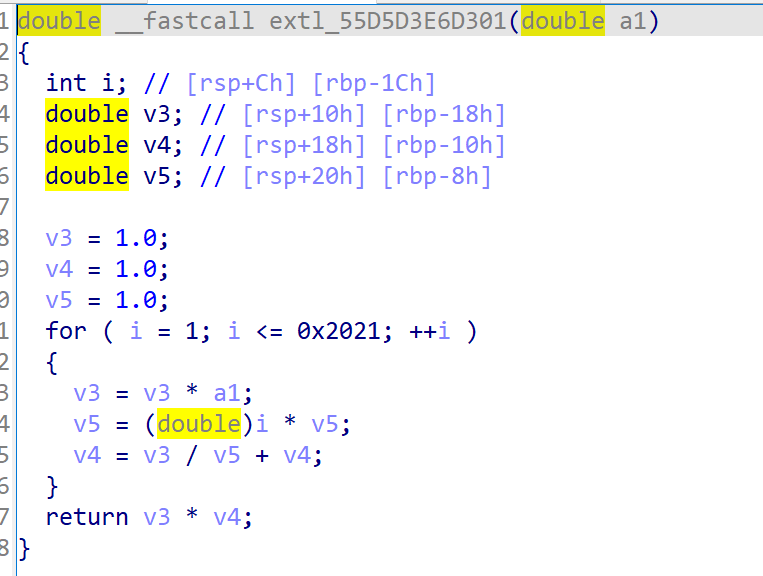 1 double __fastcall extl_55D5D3E6D301(double a1)
2 {
3   int i; // [rsp+Ch] [rbp-1Ch]
4   double v3; // [rsp+10h] [rbp-18h]
5   double v4; // [rsp+18h] [rbp-10h]
6   double v5; // [rsp+20h] [rbp-8h]
7
8   v3 = 1.0;
9   v4 = 1.0;
0   v5 = 1.0;
1   for ( i = 1; i <= 0x2021; ++i )
2   {
3     v3 = v3 * a1;
4     v5 = (double)i * v5;
5     v4 = v3 / v5 + v4;
6   }
7   return v3 * v4;
8 }